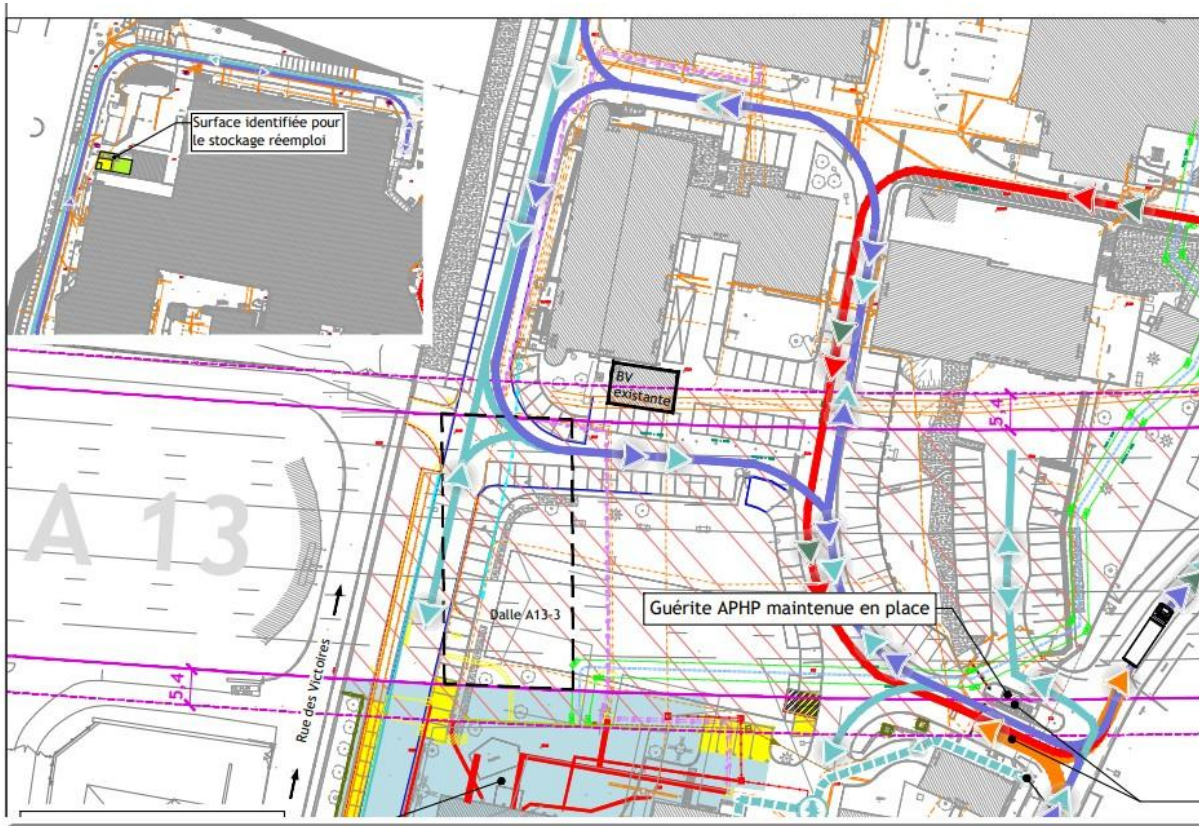 Surface identifiée pour
le stockage réemploi
BV
existante
5,4
A 13
Guérite APHP maintenue en place
Dalle A13-3
5,4
Rue des Victoires